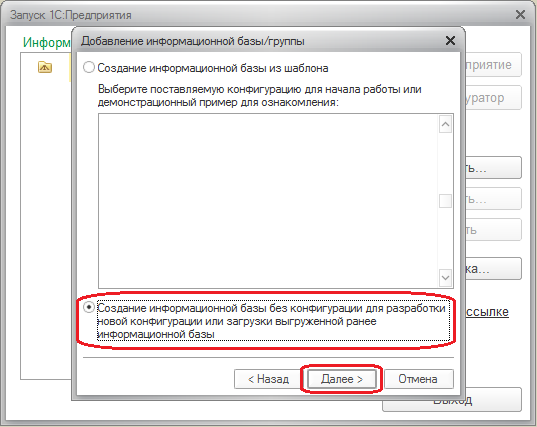 Запуск 1С:Предприятия
Информ
Добавление информационной базы/группы
Создание информационной базы из шаблона
Выберите поставляемую конфигурацию для начала работы или
демонстрационный пример для ознакомления:
Создание информационной базы без конфигурации для разработки
новой конфигурации или загрузки выгруженной ранее
информационной базы
< Назад
Далее >
Отмена
приятие
уратор
ть...
ть...
ть
ка...
ссылке
Выход